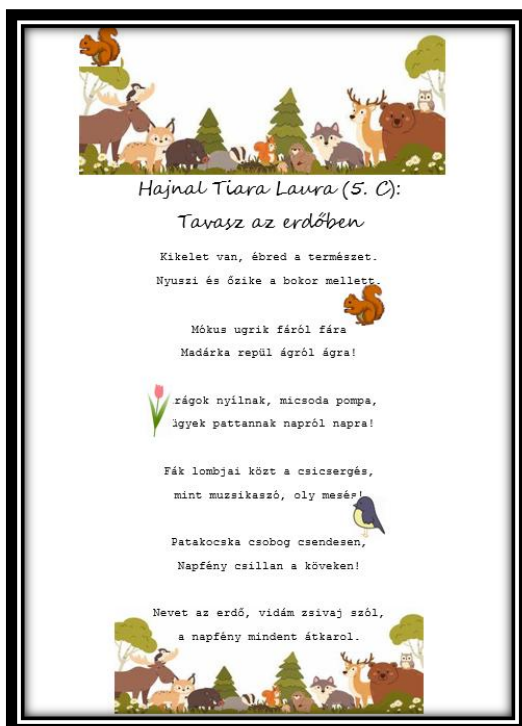 Hajnal Tiara Laura (5. C):
Tavasz az erdőben
Kikelet van, ébred a természet.
Nyuszi és őzike a bokor mellett.
Mókus ugrik fáról fára
Madárka repül ágról ágra!
rágok nyílnak, micsoda pompa,
ügyek pattannak napról napra!
Fák lombjai közt a csicsergés,
mint muzsikaszó, oly mesés!
Patakocska csobog csendesen,
Napfény csillan a köveken!
Nevet az erdő, vidám zsivaj szól,
a napfény mindent átkarol.